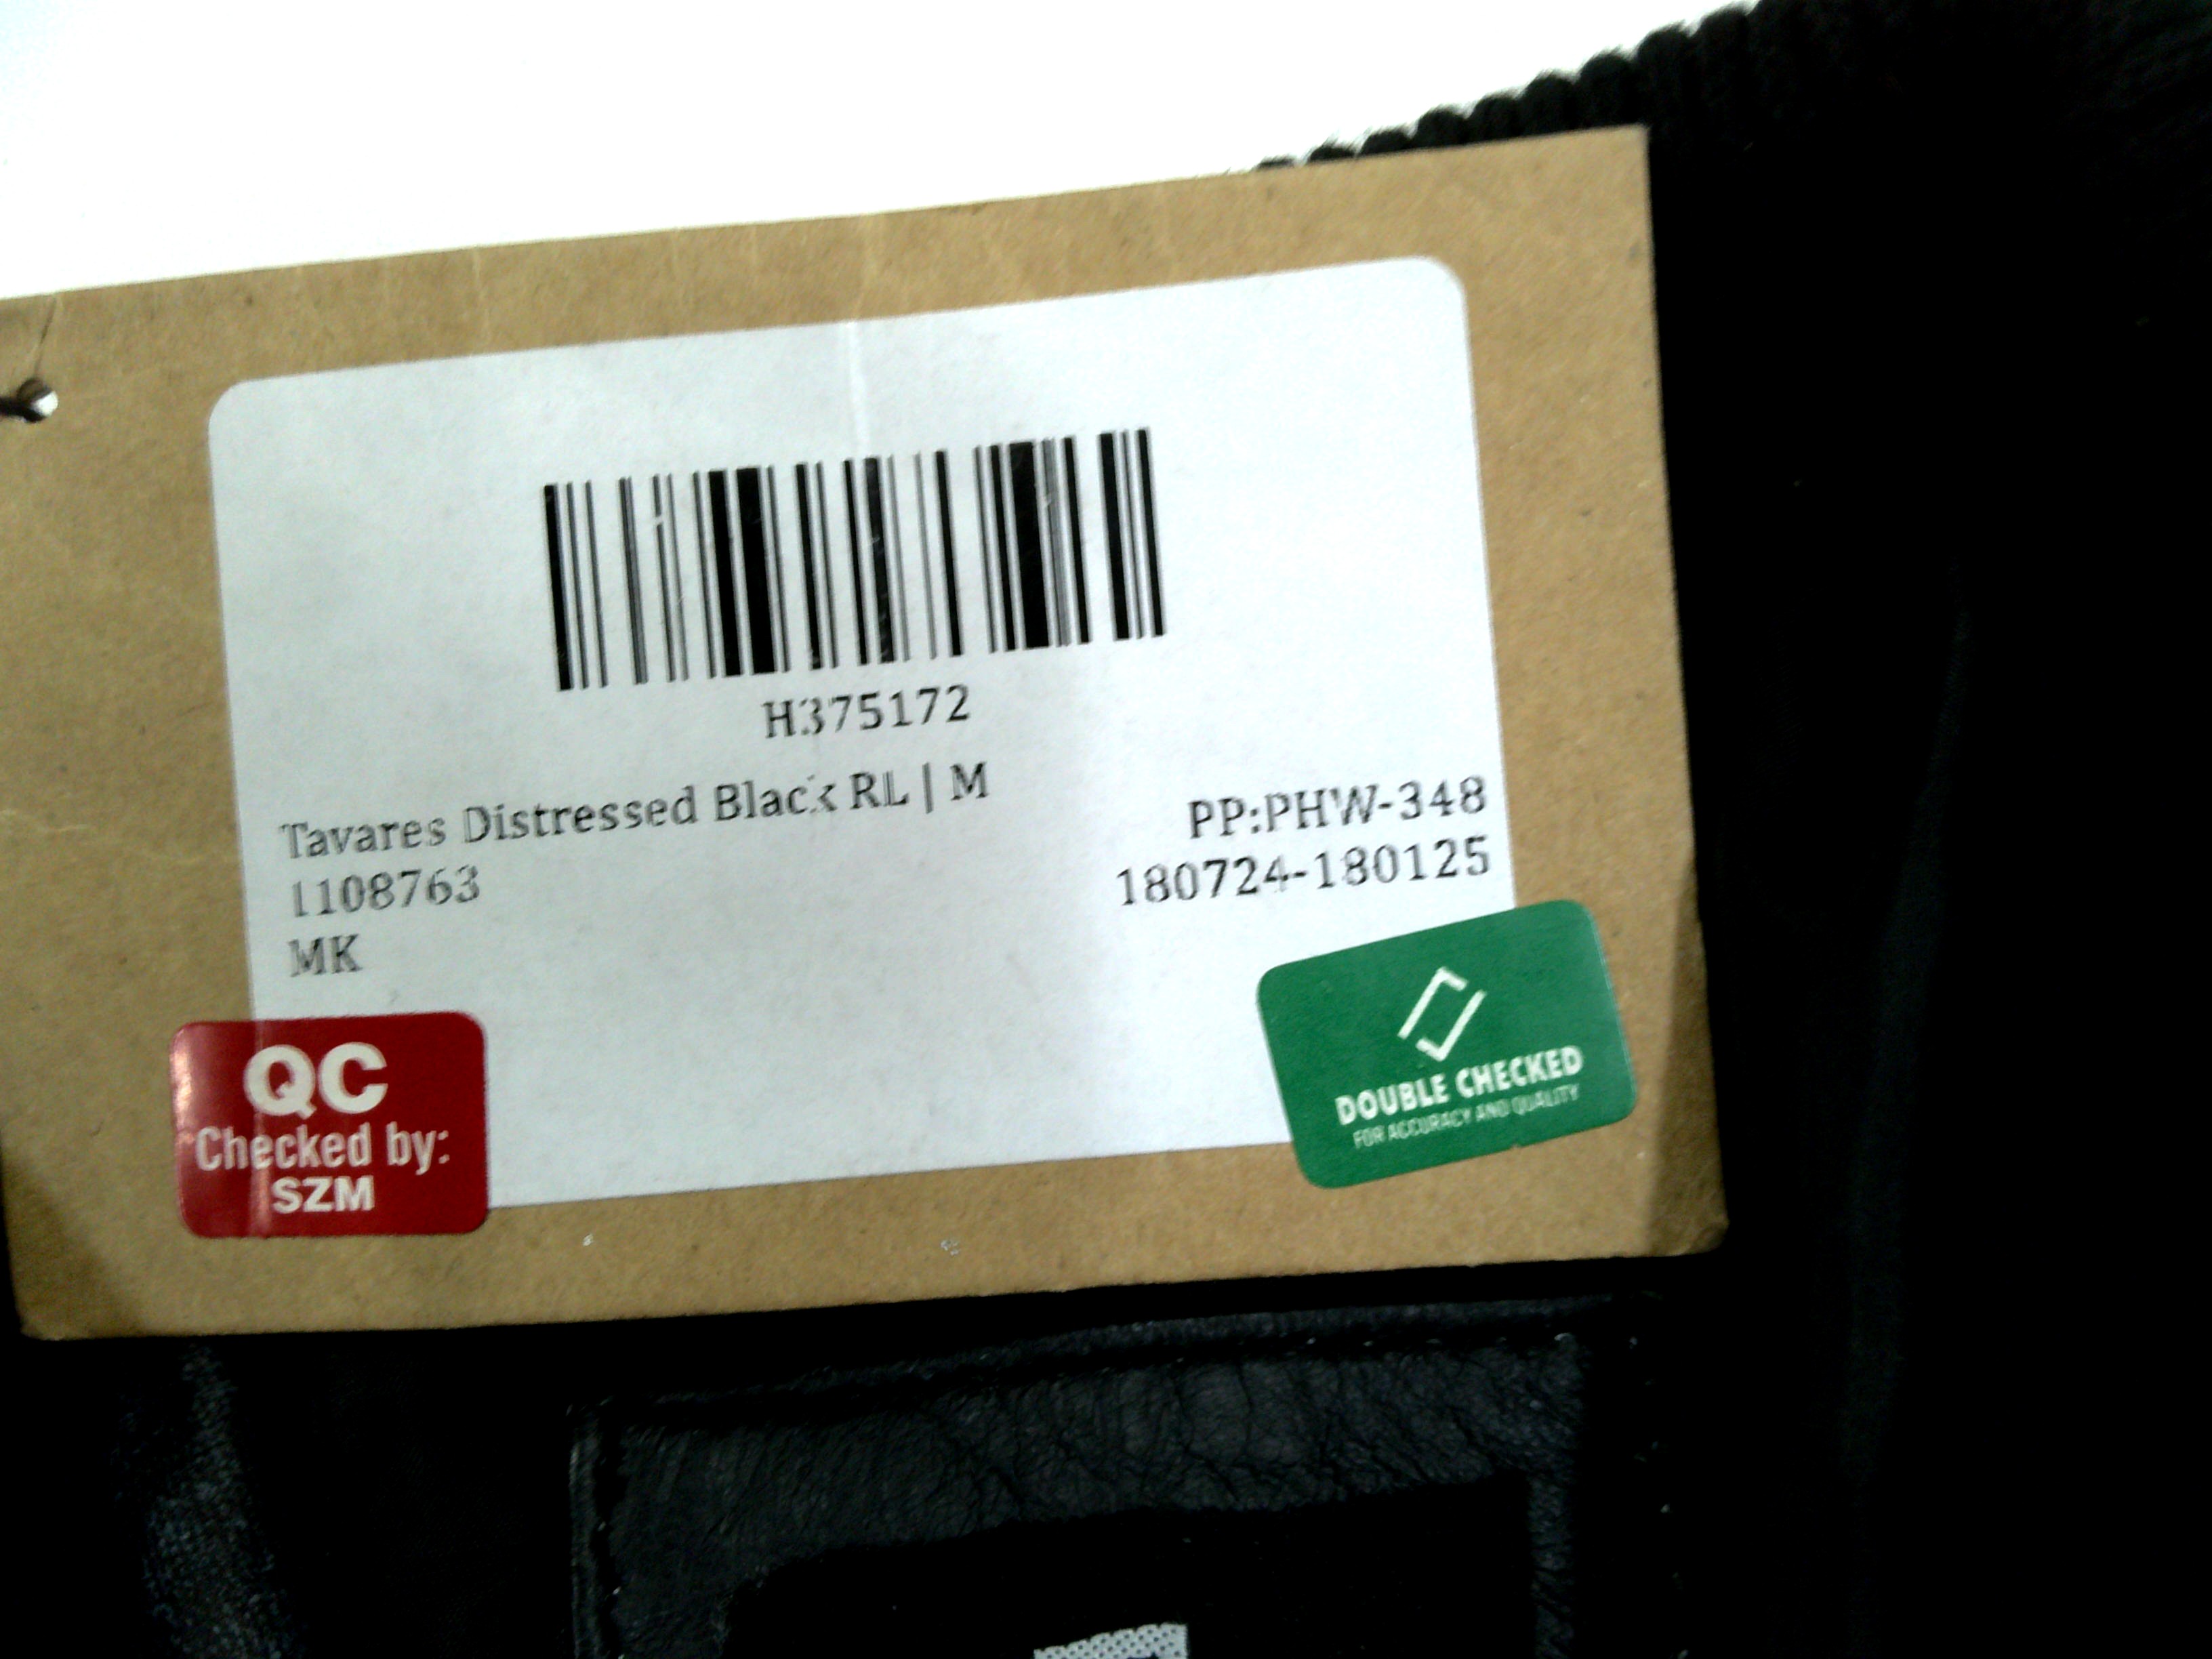 H375172
Tavares Distressed Black RL | M
1108763
MK
PP:PHW-348
180724-180125
QC
Checked by:
SZM
DOUBLE CHECKED
FOR ACCURACY AND QUALITY